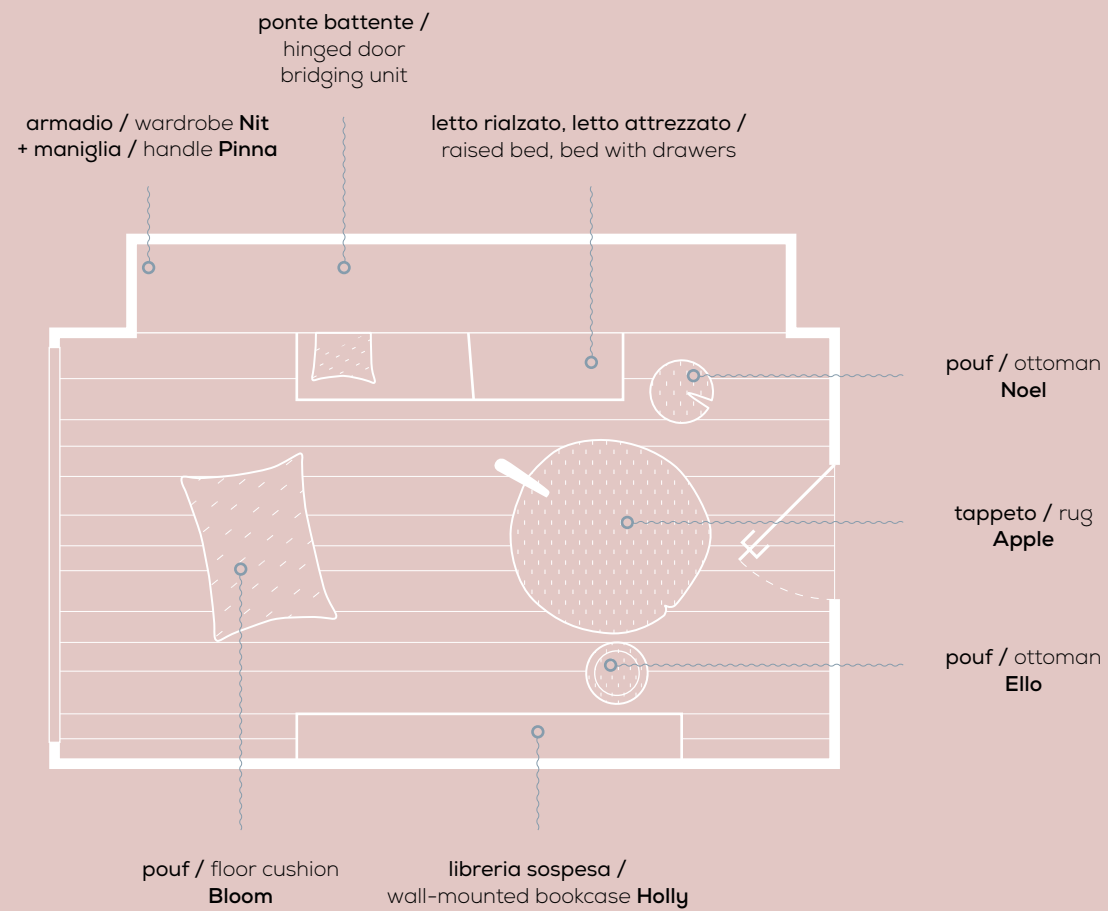 ponte battente /
hinged door
bridging unit
armadio / wardrobe Nit
+ maniglia / handle Pinna
letto rialzato, letto attrezzato /
raised bed, bed with drawers
pouf / ottoman
Noel
tappeto / rug
Apple
pouf / ottoman
Ello
pouf / floor cushion
Bloom
libreria sospesa /
wall-mounted bookcase Holly